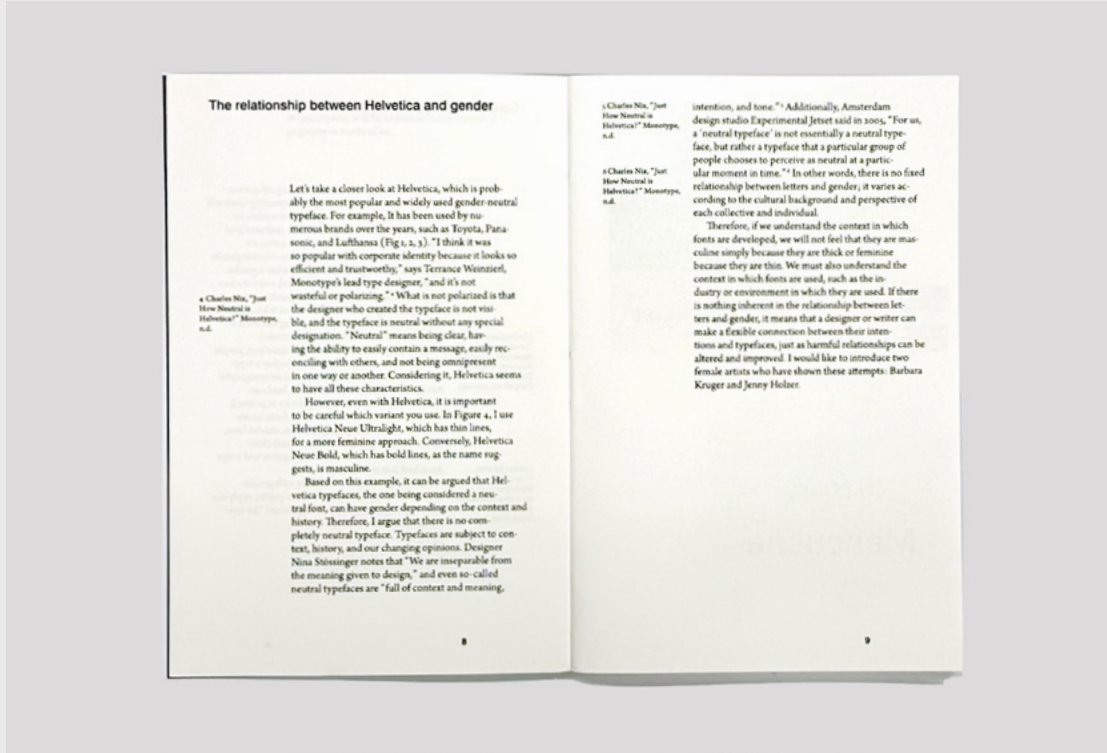 The relationship between Helvetica and gender
Let's take a closer look at Helvetica, which is prob-
ably the most popular and widely used gender-neutral
typeface. For example, It has been used by nu-
merous brands over the years, such as Toyota, Pana-
sonic, and Lufthansa (Fig 1, 2, 3). "I think it was
so popular with corporate identity because it looks so
efficient and trustworthy," says Terrance Weinzierl,
Monotype's lead type designer, "and it's not
wasteful or polarizing." 4 What is not polarized is that
the designer who created the typeface is not visi-
ble, and the typeface is neutral without any special
designation. "Neutral" means being clear, hav-
ing the ability to easily contain a message, easily rec-
onciling with others, and not being omnipresent
in one way or another. Considering it, Helvetica seems
to have all these characteristics.
However, even with Helvetica, it is important
to be careful which variant you use. In Figure 4, I use
Helvetica Neue Ultralight, which has thin lines,
for a more feminine approach. Conversely, Helvetica
Neue Bold, which has bold lines, as the name sug-
gests, is masculine.
Based on this example, it can be argued that Hel-
vetica typefaces, the one being considered a neu-
tral font, can have gender depending on the context and
history. Therefore, I argue that there is no com-
pletely neutral typeface. Typefaces are subject to con-
text, history, and our changing opinions. Designer
Nina Stössinger notes that "We are inseparable from
the meaning given to design," and even so-called
neutral typefaces are "full of context and meaning,
4 Charles Nix, "Just
How Neutral is
Helvetica?" Monotype,
n.d.
8
5 Charles Nix, "Just
How Neutral is
Helvetica?" Monotype,
n.d.
Charles Nix, "Just
How Neutral is
Helvetica?" Monotype,
n.d.
intention, and tone." 5 Additionally, Amsterdam
design studio Experimental Jetset said in 2003, "For us,
a 'neutral typeface' is not essentially a neutral type-
face, but rather a typeface that a particular group of
people chooses to perceive as neutral at a partic-
ular moment in time." In other words, there is no fixed
relationship between letters and gender; it varies ac-
cording to the cultural background and perspective of
each collective and individual.
Therefore, if we understand the context in which
fonts are developed, we will not feel that they are mas-
culine simply because they are thick or feminine
because they are thin. We must also understand the
context in which fonts are used, such as the in-
dustry or environment in which they are used. If there
is nothing inherent in the relationship between let-
ters and gender, it means that a designer or writer can
make a flexible connection between their inten-
tions and typefaces, just as harmful relationships can be
altered and improved. I would like to introduce two
female artists who have shown these attempts: Barbara
Kruger and Jenny Holzer.
9